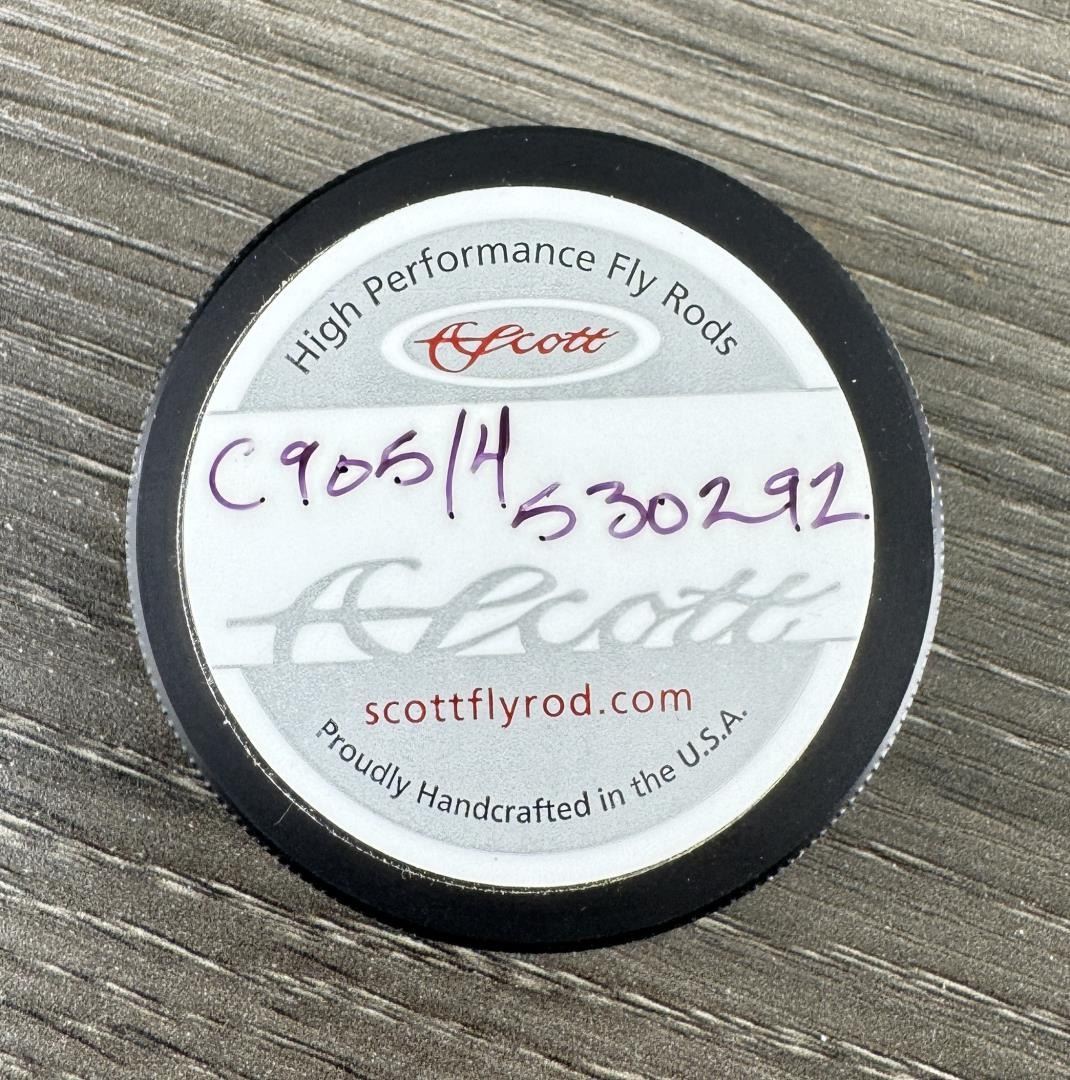 High Performance Fly Rods
Scott
C905/4
530292
Scott
scottflyrod.com
Proudly Handcrafted in the U.S.A.